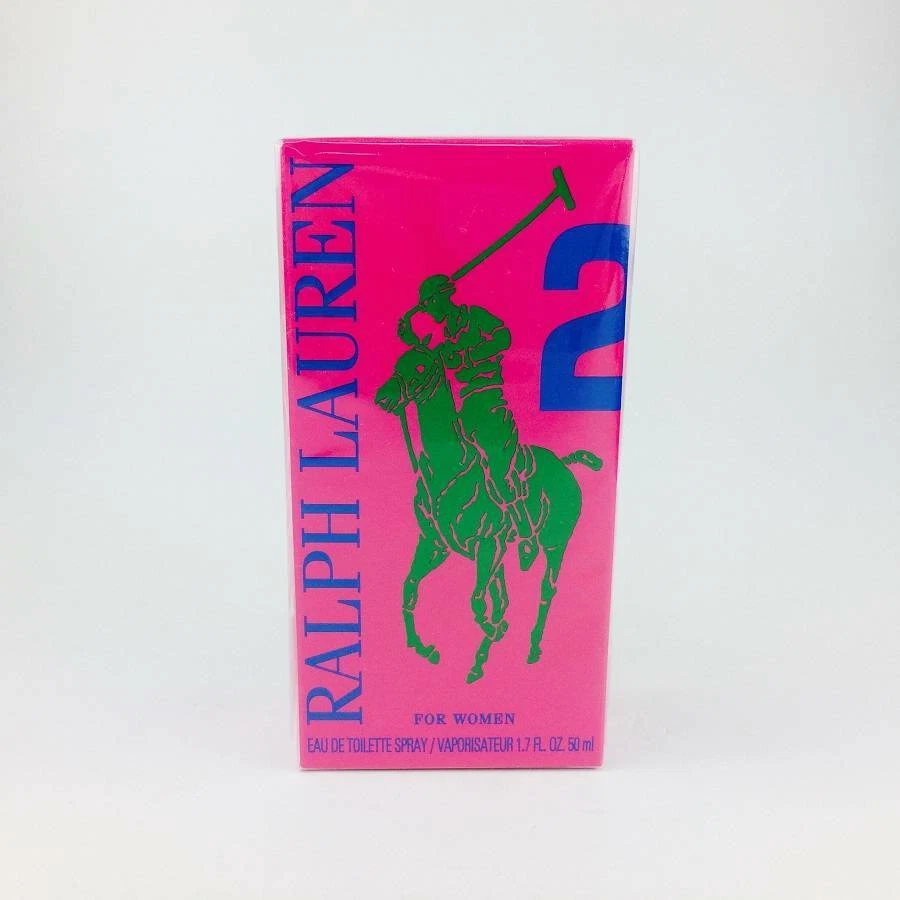 RALPH LAUREN
2
FOR WOMEN
EAU DE TOILETTE SPRAY / VAPORISATEUR 1.7 FL. OZ. 50 ml